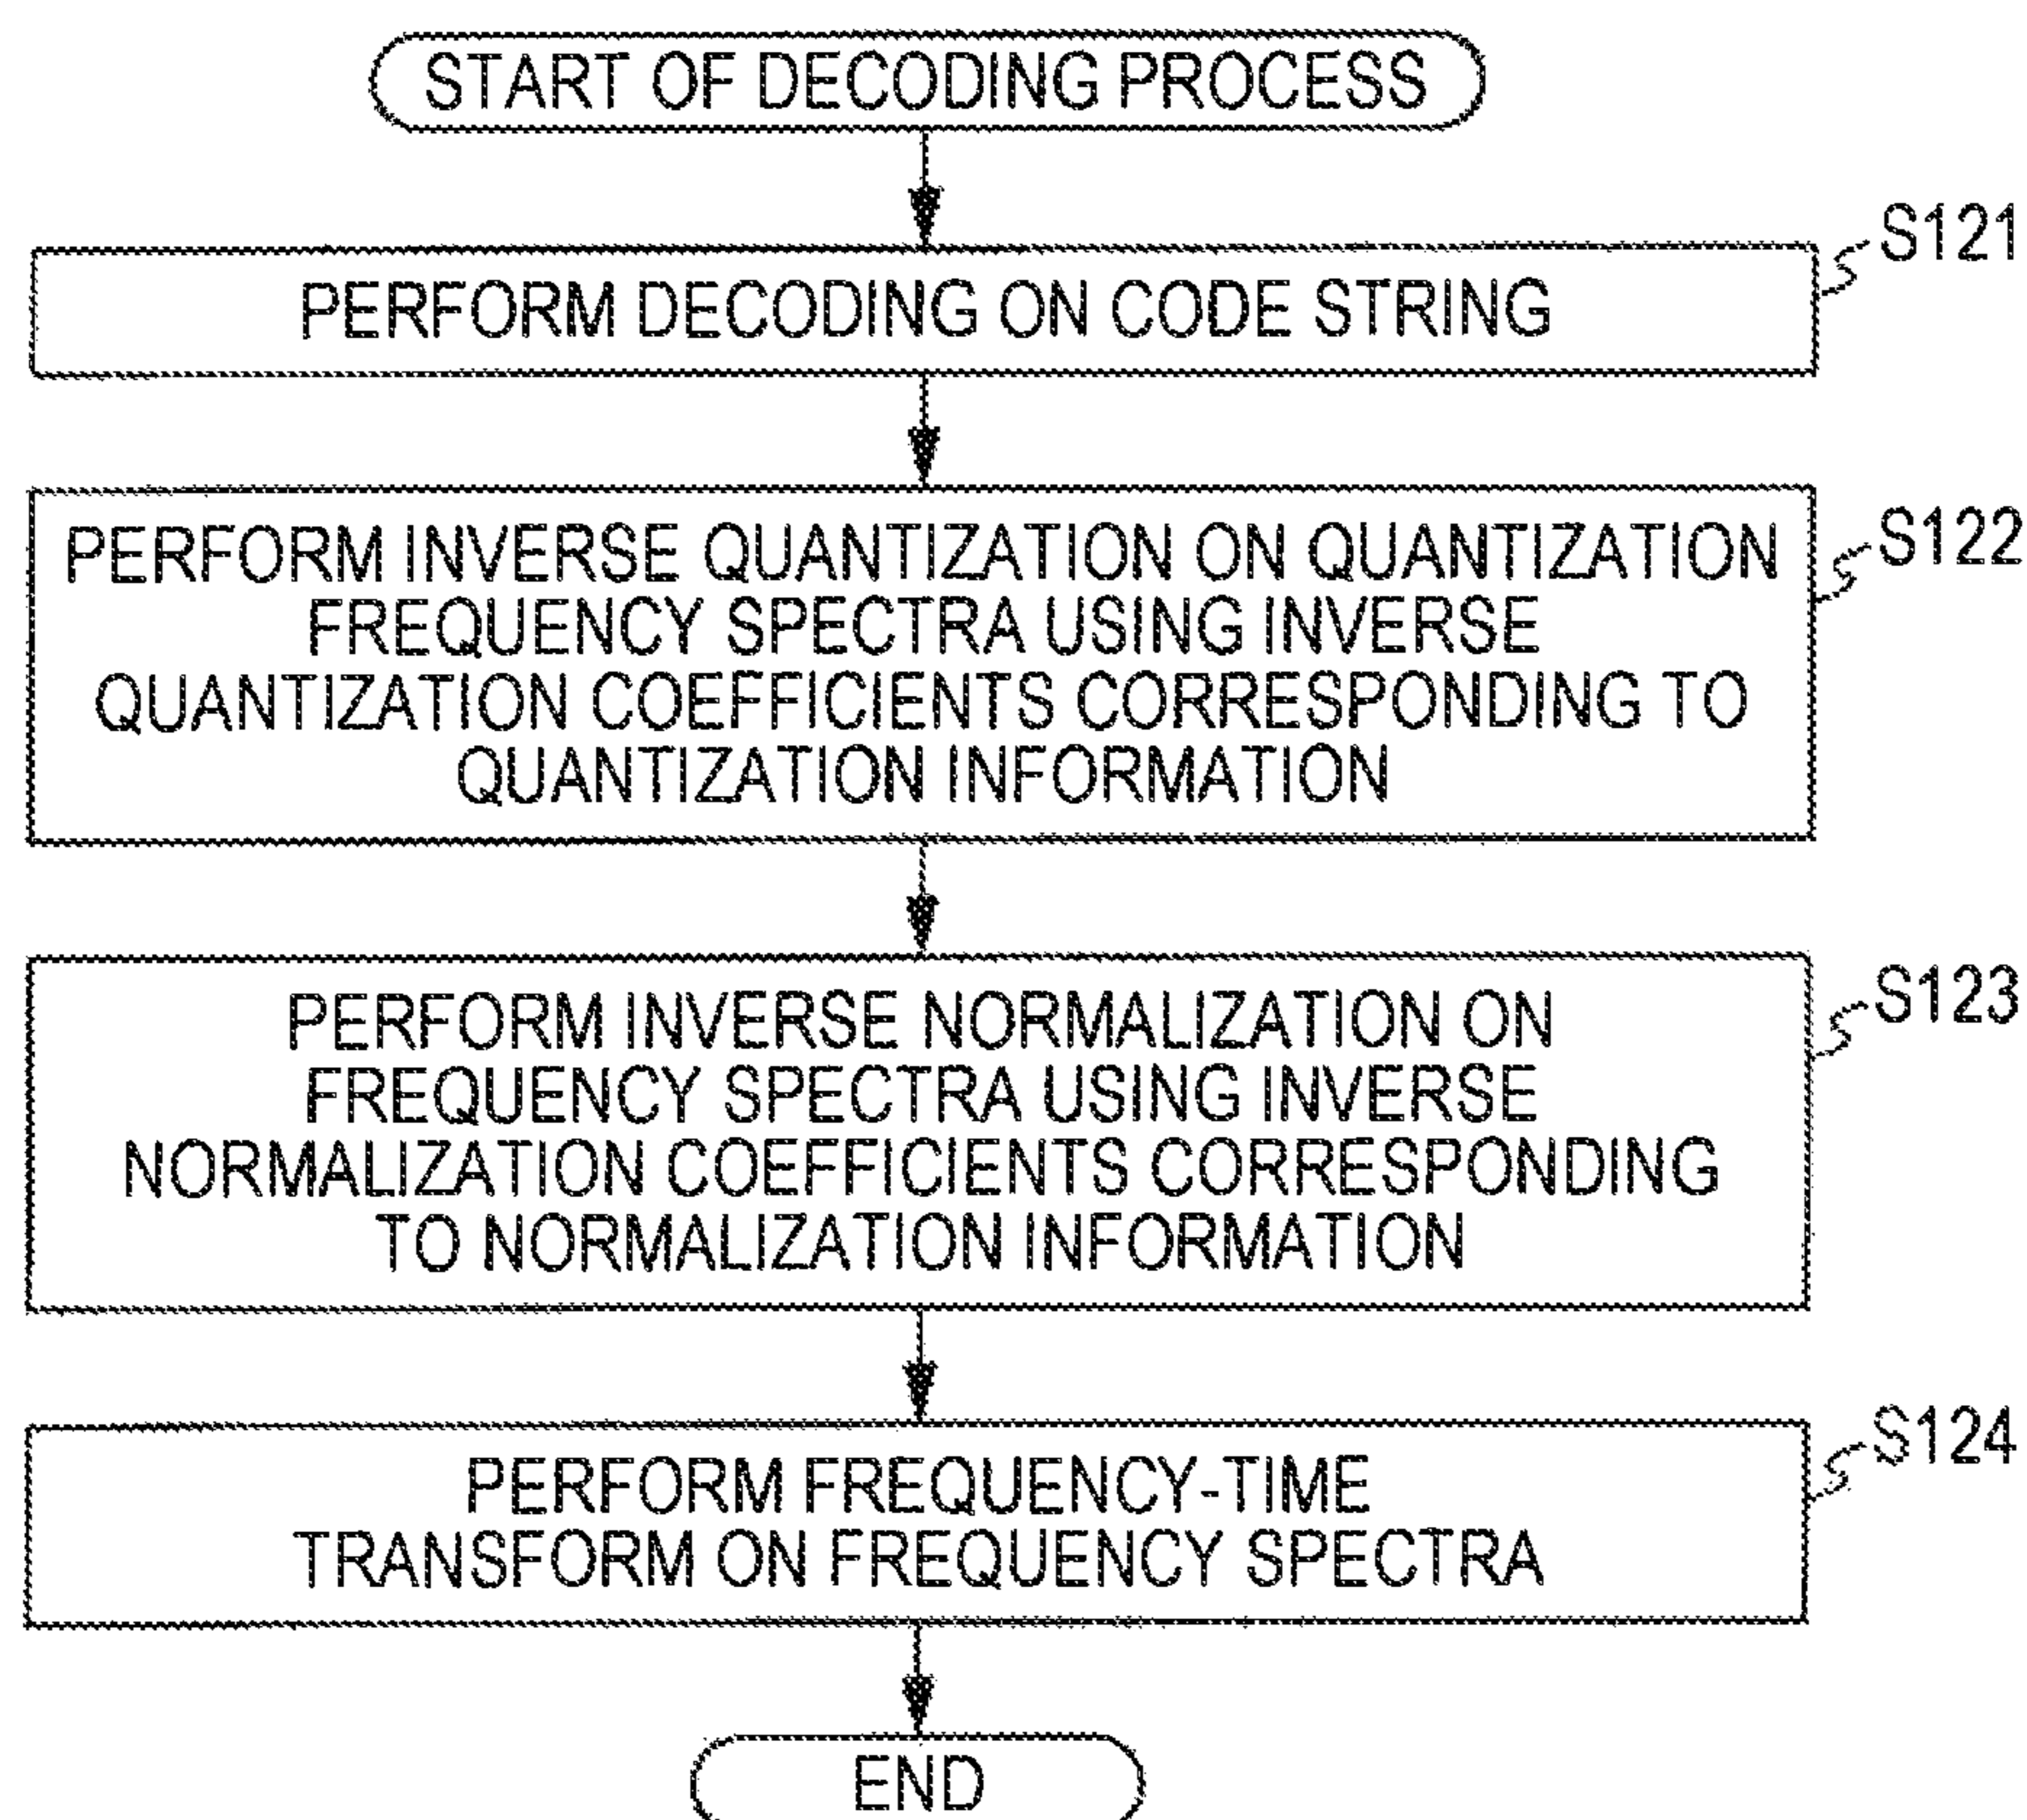 START OF DECODING PROCESS
S121
PERFORM DECODING ON CODE STRING
S122
PERFORM INVERSE QUANTIZATION ON QUANTIZATION
FREQUENCY SPECTRA USING INVERSE
QUANTIZATION COEFFICIENTS CORRESPONDING TO
QUANTIZATION INFORMATION
S123
PERFORM INVERSE NORMALIZATION ON
FREQUENCY SPECTRA USING INVERSE
NORMALIZATION COEFFICIENTS CORRESPONDING
TO NORMALIZATION INFORMATION
S124
PERFORM FREQUENCY-TIME
TRANSFORM ON FREQUENCY SPECTRA
END